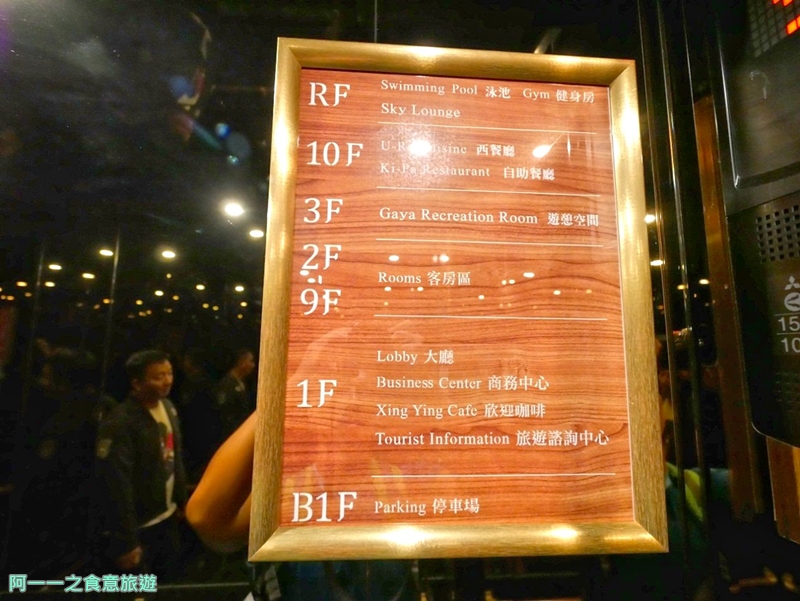 RF
Swimming Pool 泳池 Gym 健身房
Sky Lounge
10F
西餐廳
Ki-Pa Restaurant 自助餐廳
3F
Gaya Recreation Room 遊憩空間
2F
9F
Rooms 客房區
1F
Lobby 大廳
Business Center 商務中心
Xing Ying Cafe 欣迎咖啡
Tourist Information 旅遊諮詢中心
B1F
Parking 停車場
阿一一之食意旅遊